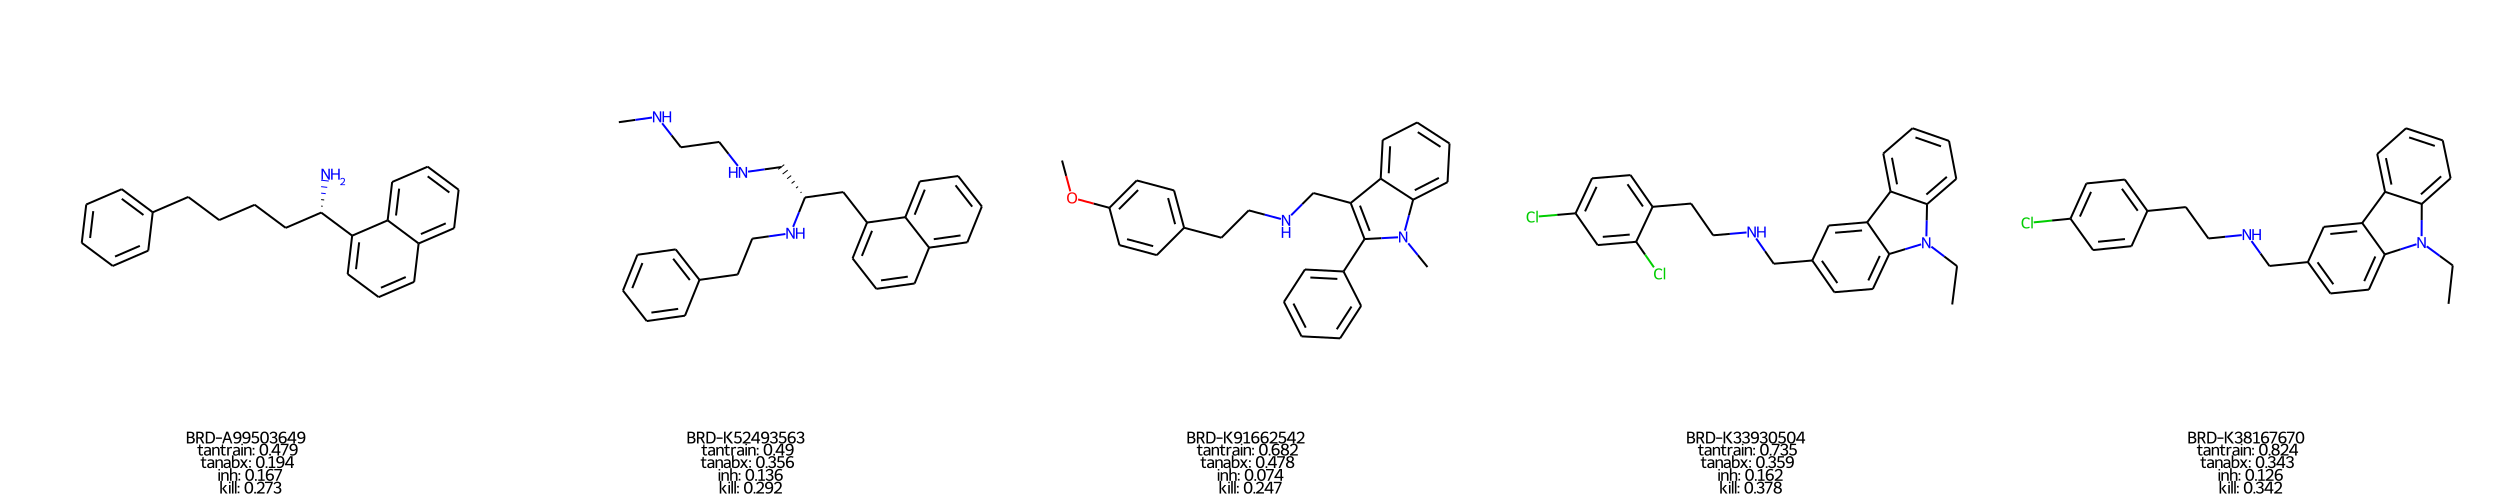 NH2
NH
HN
NH
O
N
H
N
Cl
Cl
NH
N
Cl
NH
N
BRD-A99503649
tantrain: 0.479
tanabx: 0.194
inh: 0.167
kill: 0.273
BRD-K52493563
tantrain: 0.49
tanabx: 0.356
inh: 0.136
kill: 0.292
BRD-K91662542
tantrain: 0.682
tanabx: 0.478
inh: 0.074
kill: 0.247
BRD-K33930504
tantrain: 0.735
tanabx: 0.359
inh: 0.162
kill: 0.378
BRD-K38167670
tantrain: 0.824
tanabx: 0.343
inh: 0.126
kill: 0.342